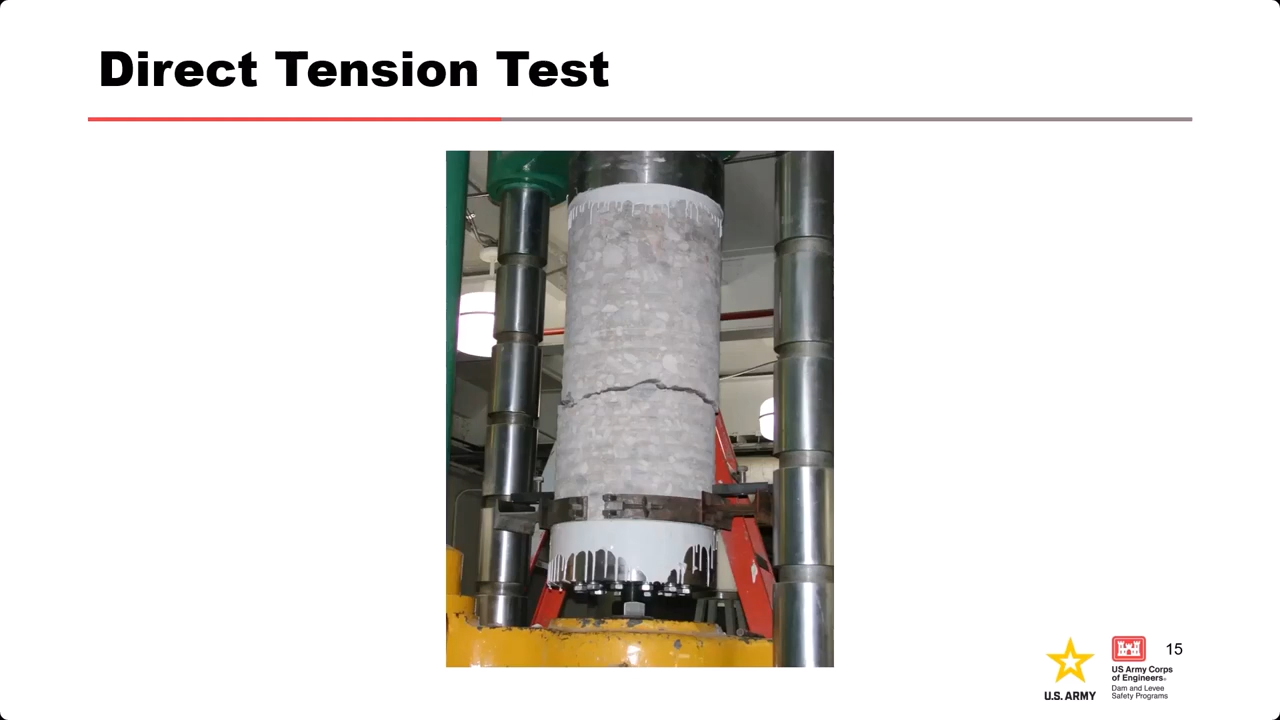 Direct Tension Test
15
U.S. ARMY
US Army Corps
of Engineers®
Dam and Levee
Safety Programs